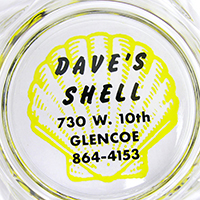 DAVE'S
SHELL
730 W. 10th
GLENCOE
864-4153